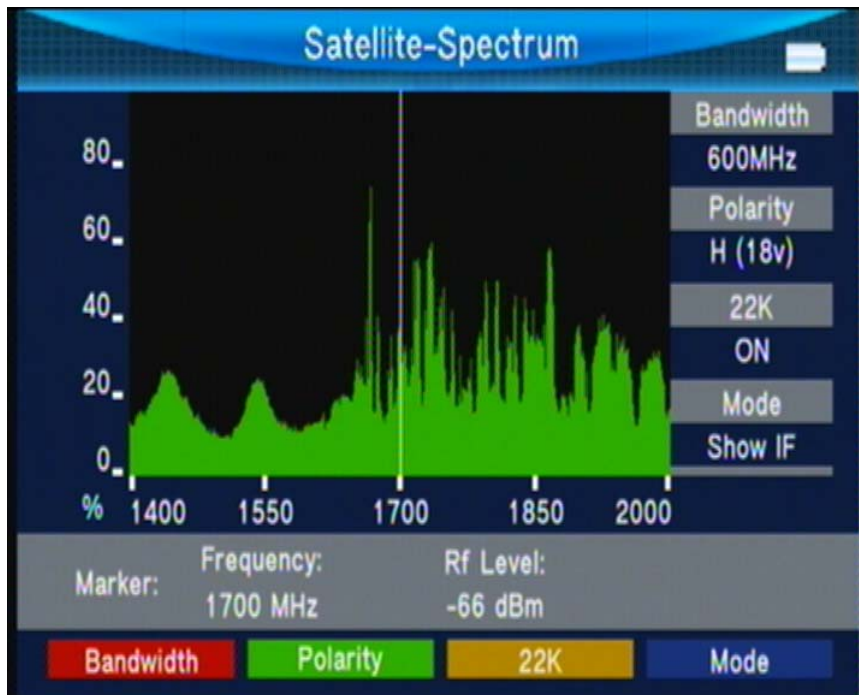 Satellite-Spectrum
Bandwidth
600MHz
Polarity
H (18v)
22K
ON
Mode
Show IF
80
60
40
20
0
% 1400 1550 1700 1850 2000
Marker:
Frequency:
1700 MHz
Rf Level:
-66 dBm
Bandwidth Polarity 22K Mode